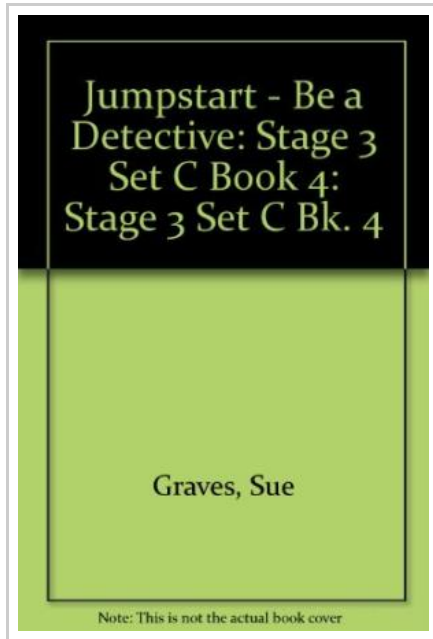 Jumpstart - Be a
Detective: Stage 3
Set C Book 4:
Stage 3 Set C Bk. 4
Graves, Sue
Note: This is not the actual book cover